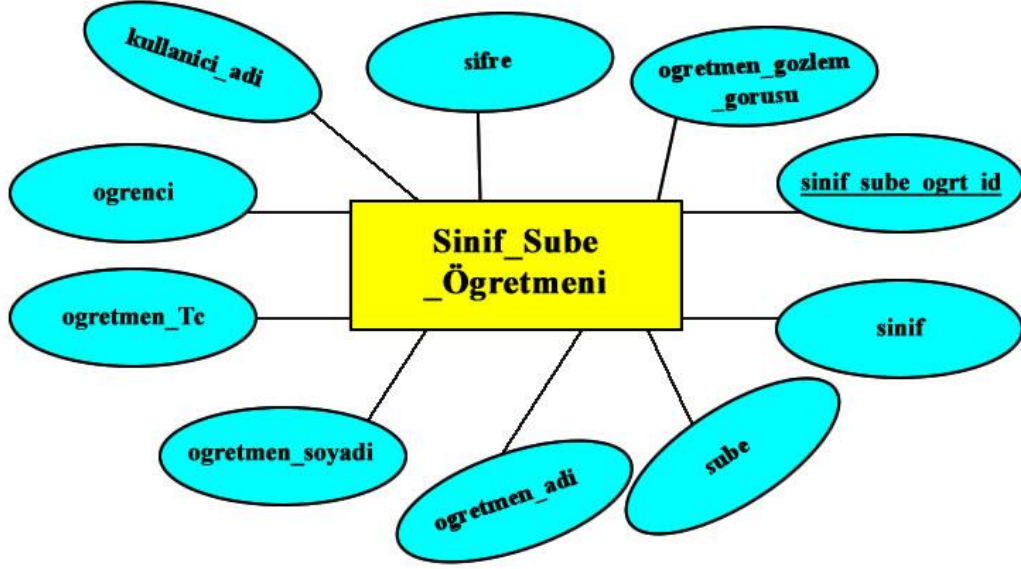 kullanici_adi
sifre
ogretmen_gozlem
_gorusu
ogrenci
sinif_sube_ogrt_id
Sinif_Sube
_Ögretmeni
ogretmen_Tc
sinif
ogretmen_soyadi
ogretmen_adi
sube